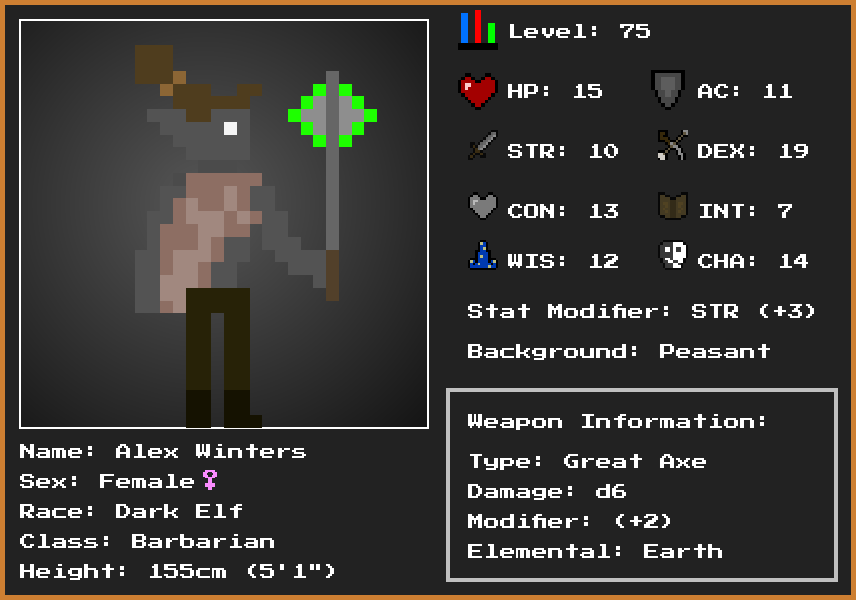 Level: 75
HP: 15 AC: 11
STR: 10 DEX: 19
CON: 13 INT: 7
WIS: 12 CHA: 14
Stat Modifier: STR (+3)
Background: Peasant
Weapon Information:
Type: Great Axe
Damage: d6
Modifier: (+2)
Elemental: Earth
Name: Alex Winters
Sex: Female♀
Race: Dark Elf
Class: Barbarian
Height: 155cm (5'1")